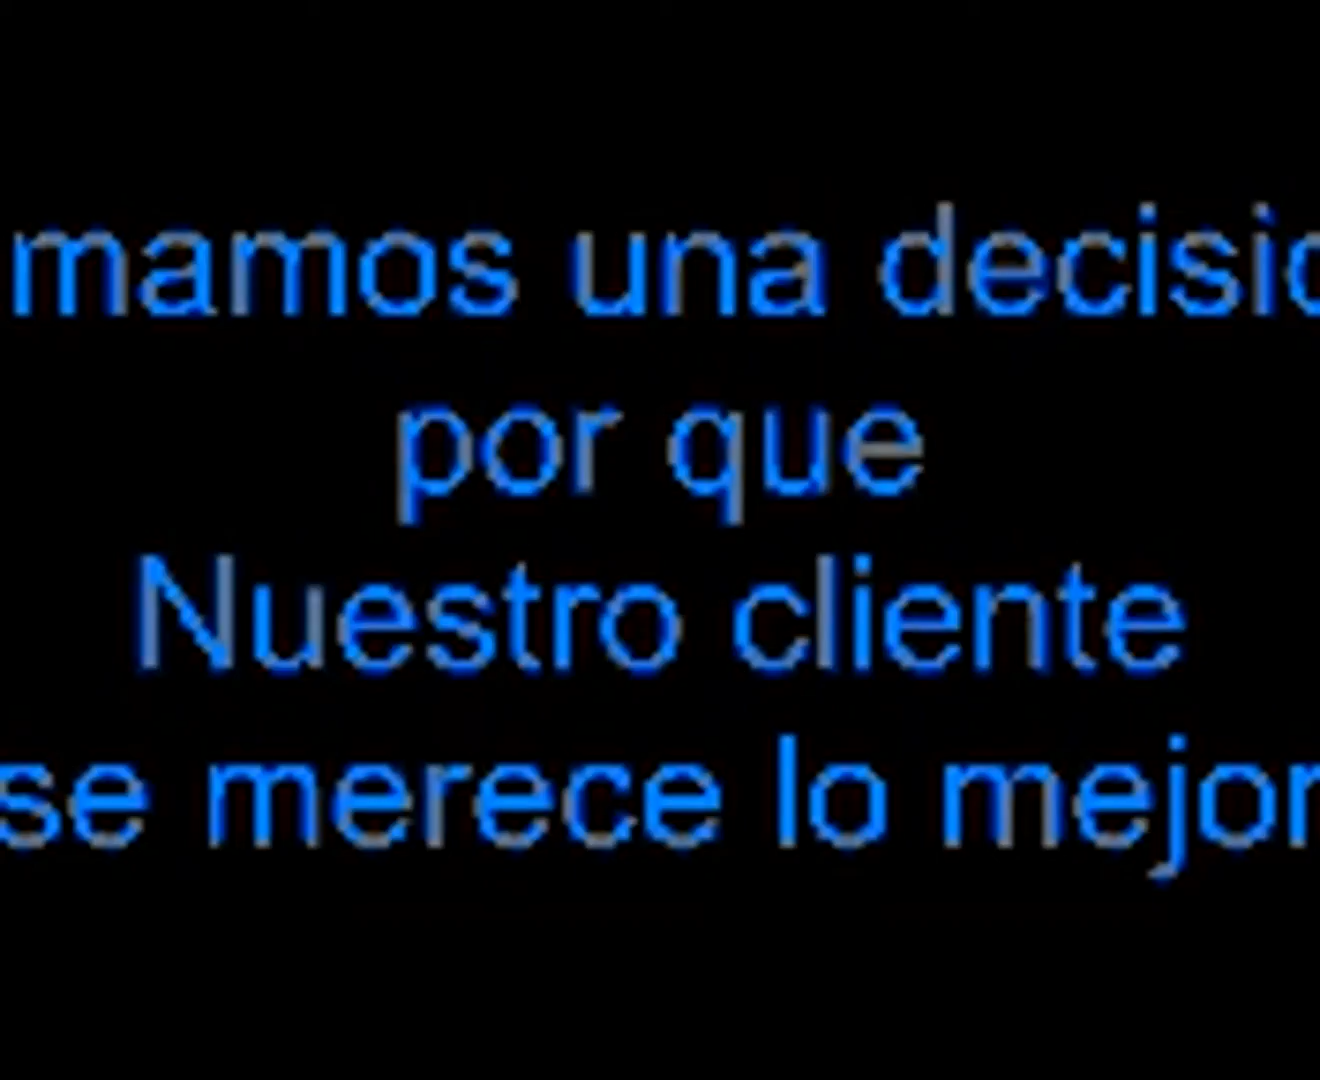 mamos una decisio
por que
Nuestro cliente
se merece lo mejor